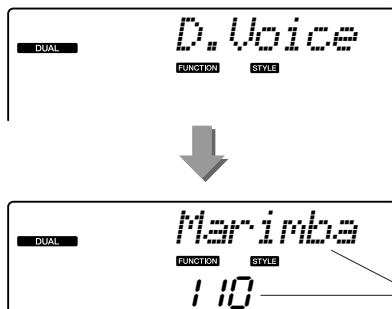 D.Voice
DUAL
FUNCTION STYLE
Marimba
DUAL
FUNCTION STYLE
110